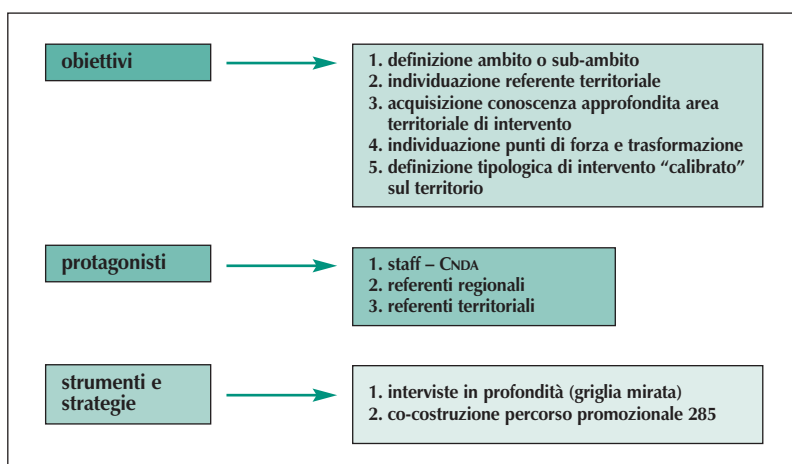 obiettivi
1. definizione ambito o sub-ambito
2. individuazione referente territoriale
3. acquisizione conoscenza approfondita area
territoriale di intervento
4. individuazione punti di forza e trasformazione
5. definizione tipologica di intervento “calibrato”
sul territorio
protagonisti
1. staff – CNDA
2. referenti regionali
3. referenti territoriali
strumenti e
strategie
1. interviste in profondità (griglia mirata)
2. co-costruzione percorso promozionale 285